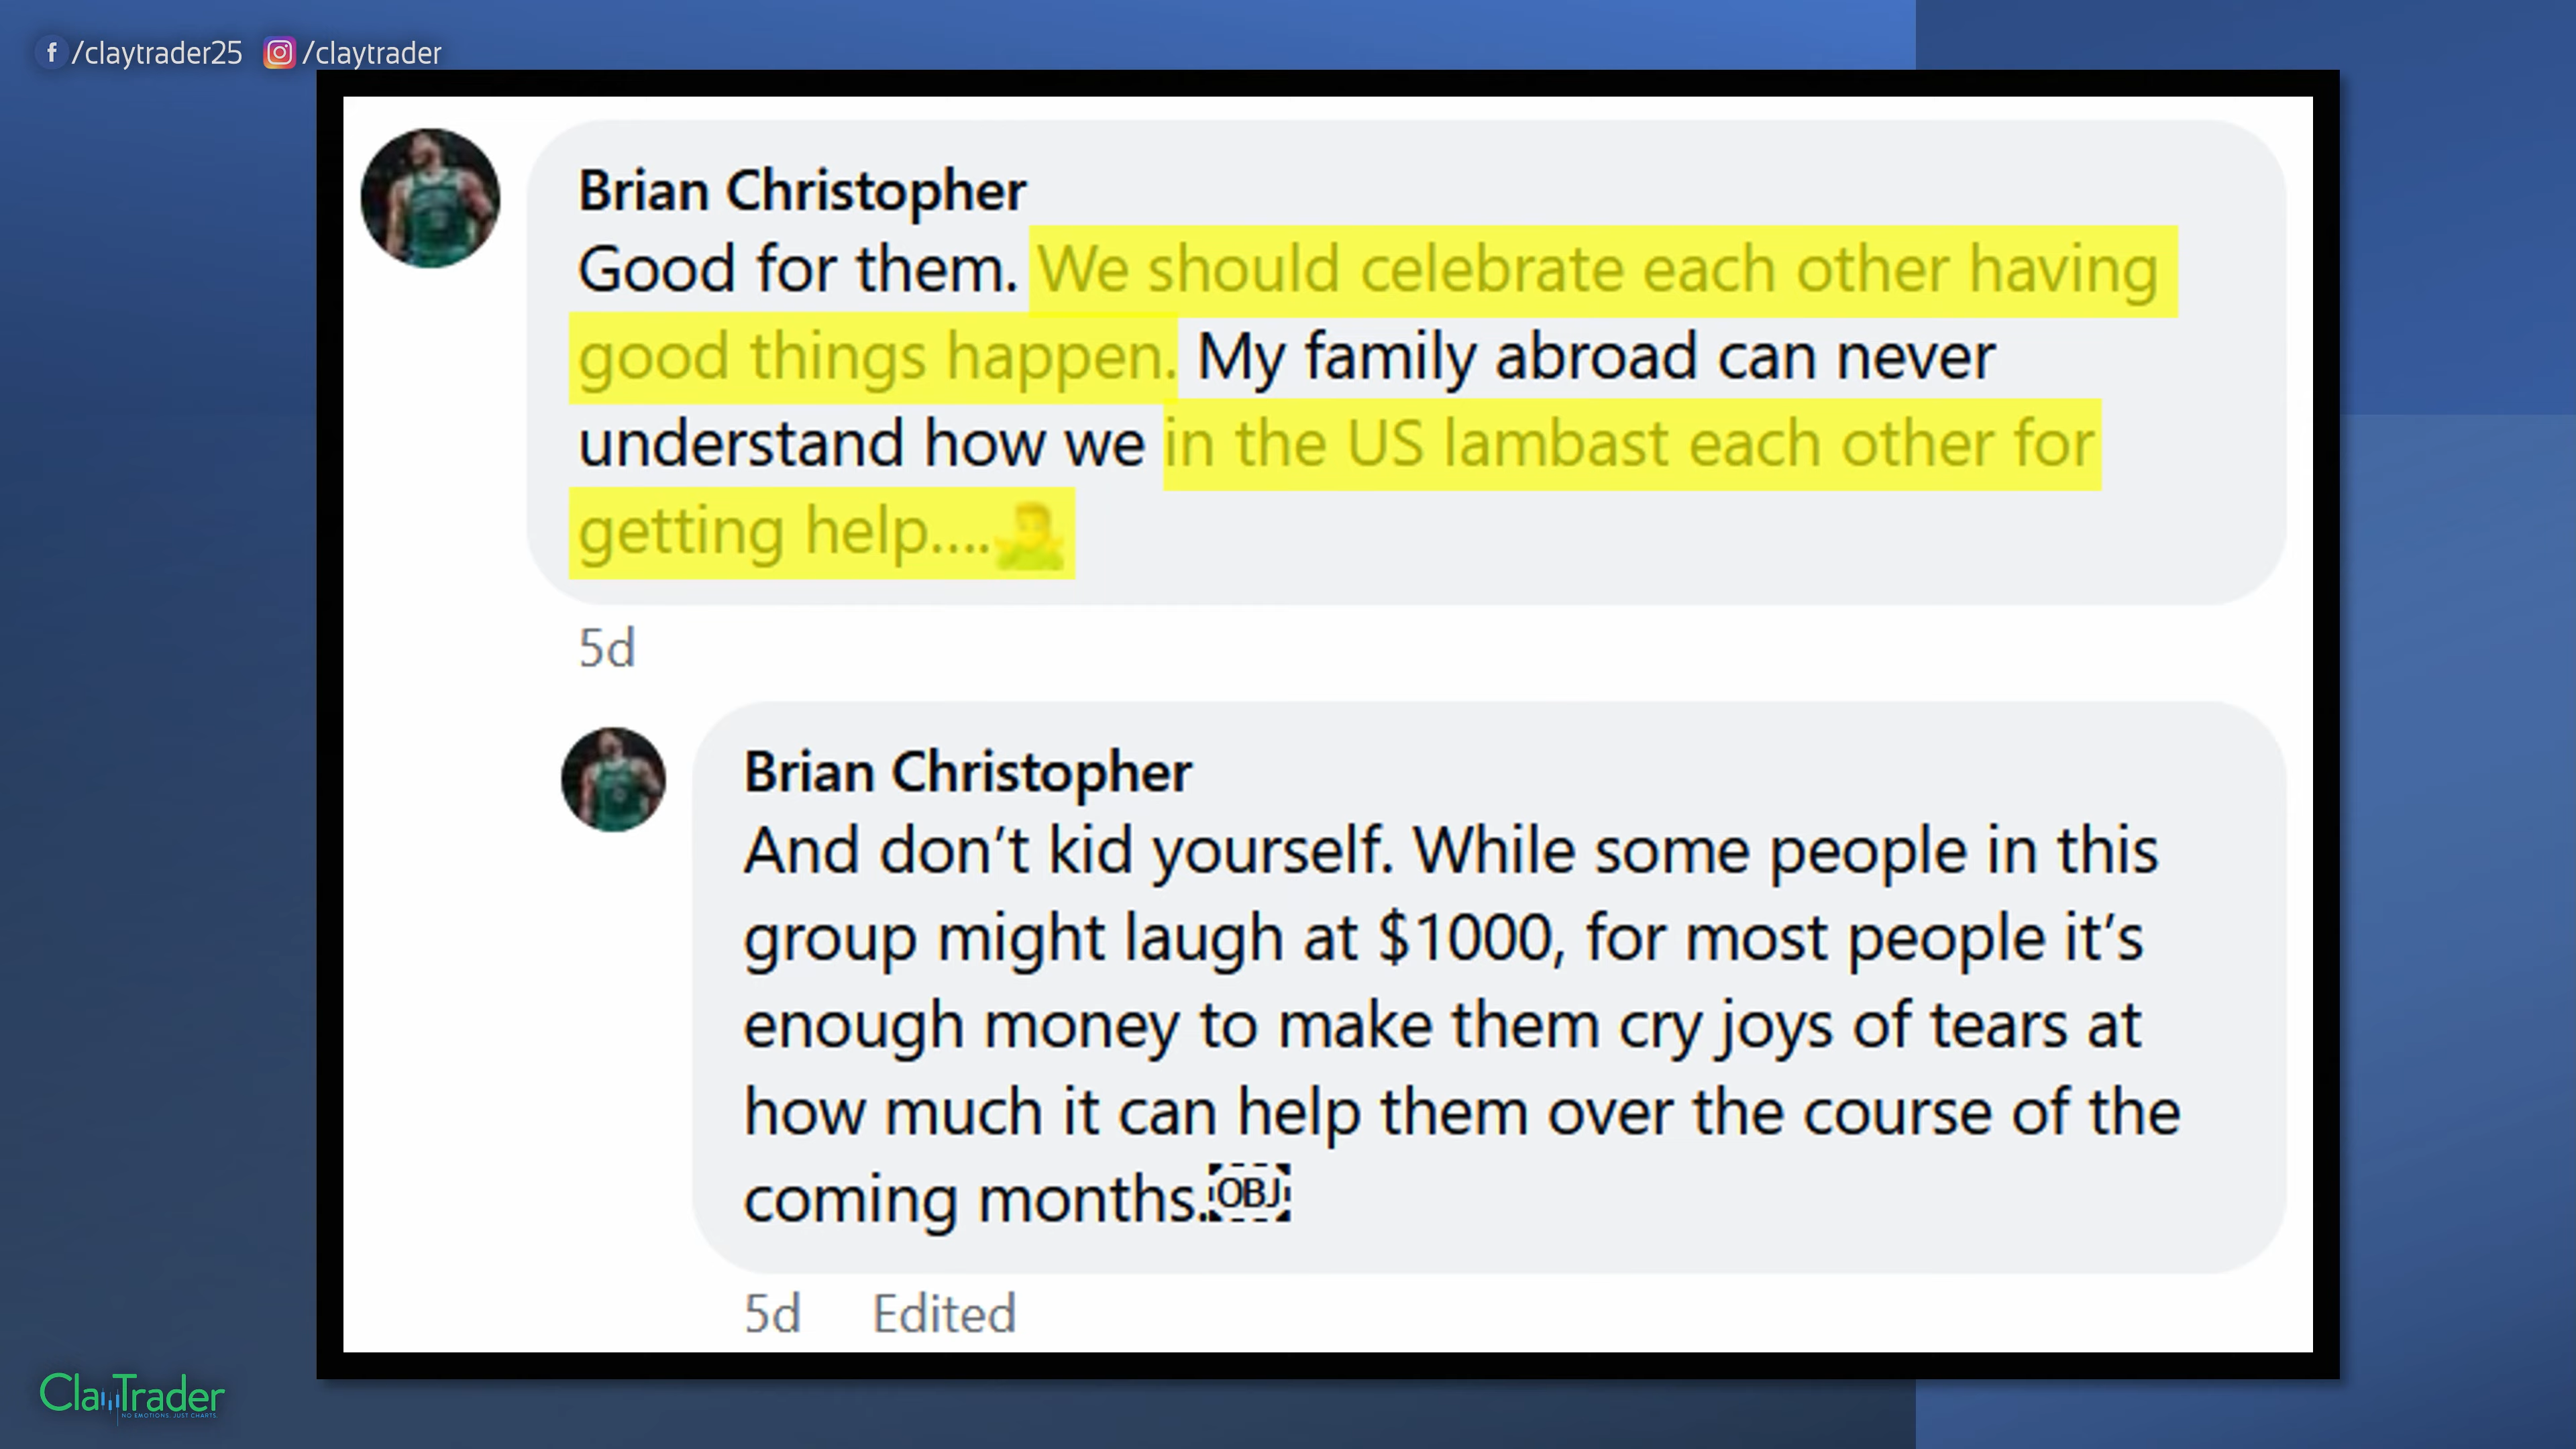 /claytrader25 /claytrader
Brian Christopher
Good for them. We should celebrate each other having
good things happen. My family abroad can never
understand how we in the US lambast each other for
getting help....🤷‍♂️
5d
Brian Christopher
And don't kid yourself. While some people in this
group might laugh at $1000, for most people it's
enough money to make them cry joys of tears at
how much it can help them over the course of the
coming months.￼
5d Edited
ClayTrader
NO EMOTIONS. JUST CHARTS.